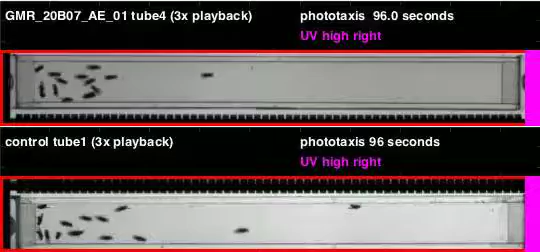 GMR_20B07_AE_01 tube4 (3x playback) phototaxis 96.0 seconds
UV high right
control tube1 (3x playback) phototaxis 96 seconds
UV high right